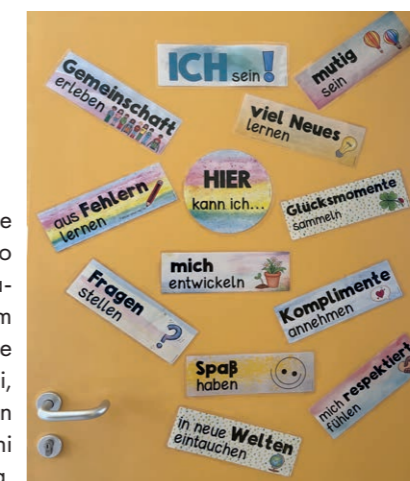 ICH sein!
mutig
sein
Gemeinschaft
erleben
viel Neues
lernen
HIER
kann ich...
aus Fehlern
lernen
Glücksmomente
sammeln
mich
entwickeln
Fragen
stellen
?
Komplimente
annehmen
Spaß
haben
mich respektiert
fühlen
in neue Welten
eintauchen